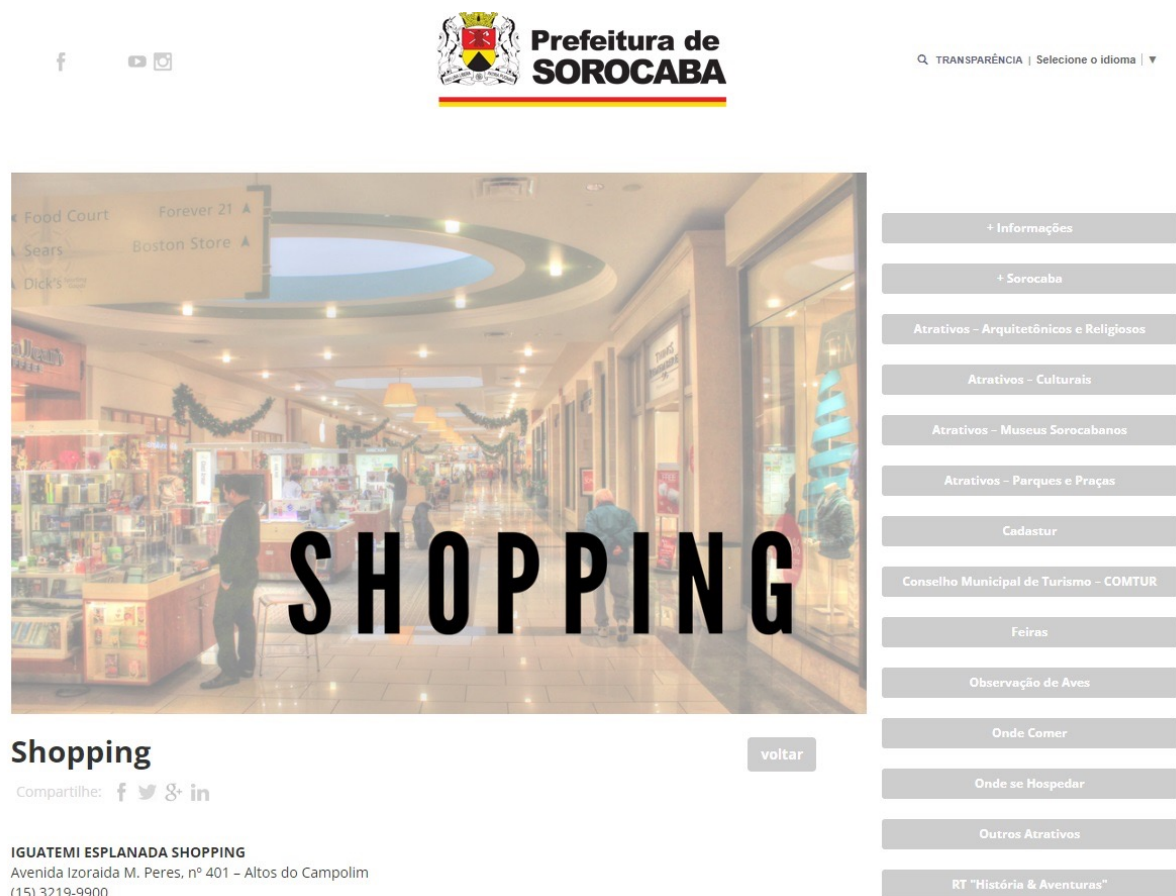 Prefeitura de
SOROCABA
TRANSPARÊNCIA | Selecione o idioma | ▼
Food Court
Forever 21
Sears
Boston Store
Dick's
SHOPPING
Shopping
voltar
Compartilhe:
IGUATEMI ESPLANADA SHOPPING
Avenida Izoraida M. Peres, nº 401 – Altos do Campolim
(15) 3219-9900
+ Informações
+ Sorocaba
Atrativos – Arquitetônicos e Religiosos
Atrativos – Culturais
Atrativos – Museus Sorocabanos
Atrativos – Parques e Praças
Cadastur
Conselho Municipal de Turismo – COMTUR
Feiras
Observação de Aves
Onde Comer
Onde se Hospedar
Outros Atrativos
RT "História & Aventuras"